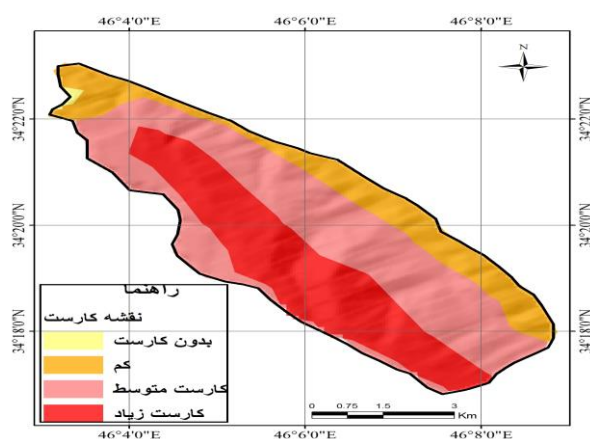 46°4'0"E 46°6'0"E 46°8'0"E
N
34°22'0"N 34°22'0"N
34°20'0"N 34°20'0"N
34°18'0"N 34°18'0"N
راهنما
نقشه کارست
بدون کارست
کم
کارست متوسط
کارست زیاد
0 0.75 1.5 3
Km
46°4'0"E 46°6'0"E 46°8'0"E